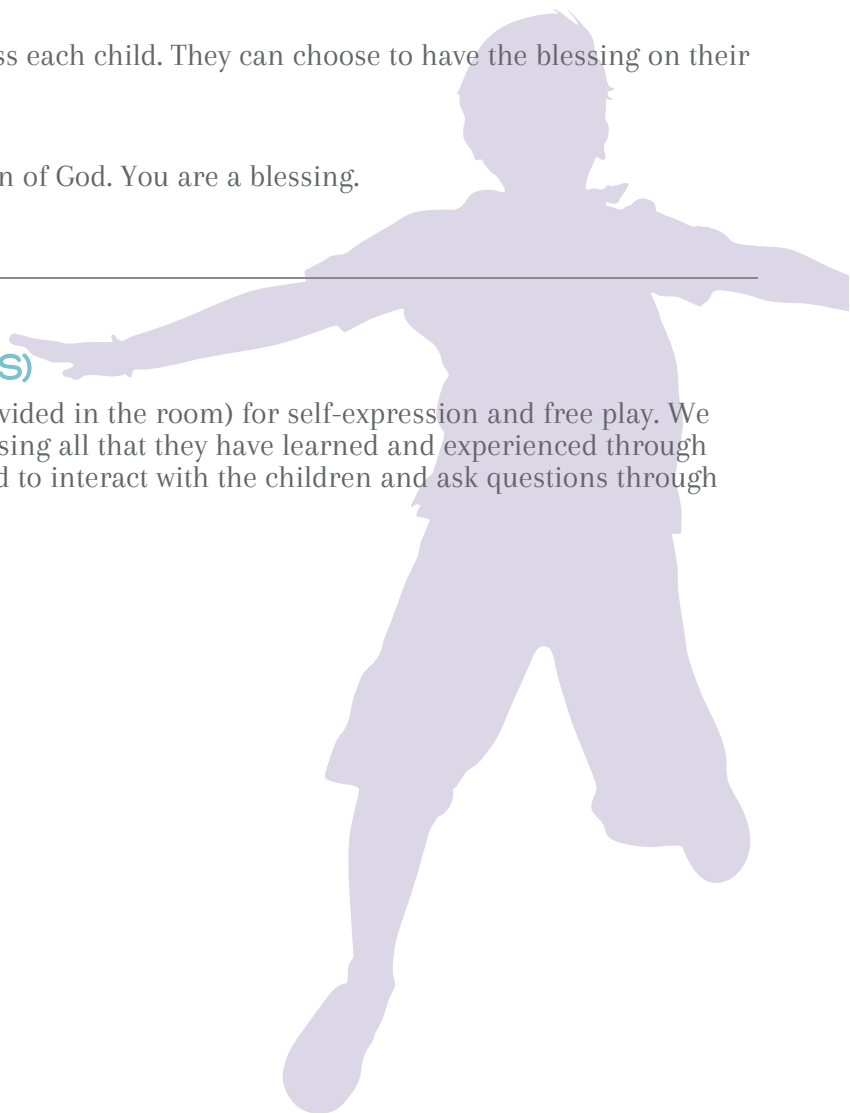 ss each child. They can choose to have the blessing on their
n of God. You are a blessing.
S)
vided in the room) for self-expression and free play. We
sing all that they have learned and experienced through
d to interact with the children and ask questions through